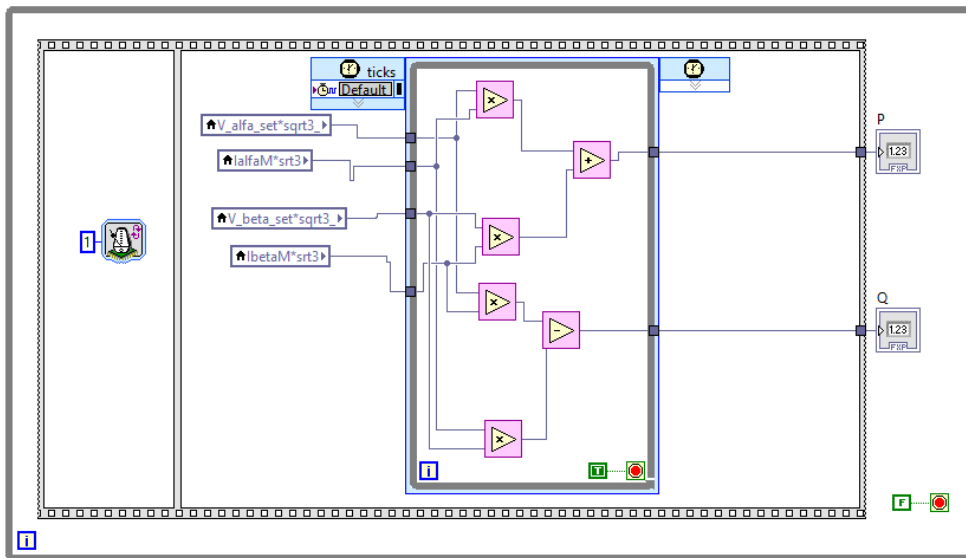 ticks
Default
V_alfa_set*sqrt3_
IalfaM*srt3
V_beta_set*sqrt3_
IbetaM*srt3
1
P
1.23
FXP
Q
1.23
FXP
i
T
F
i